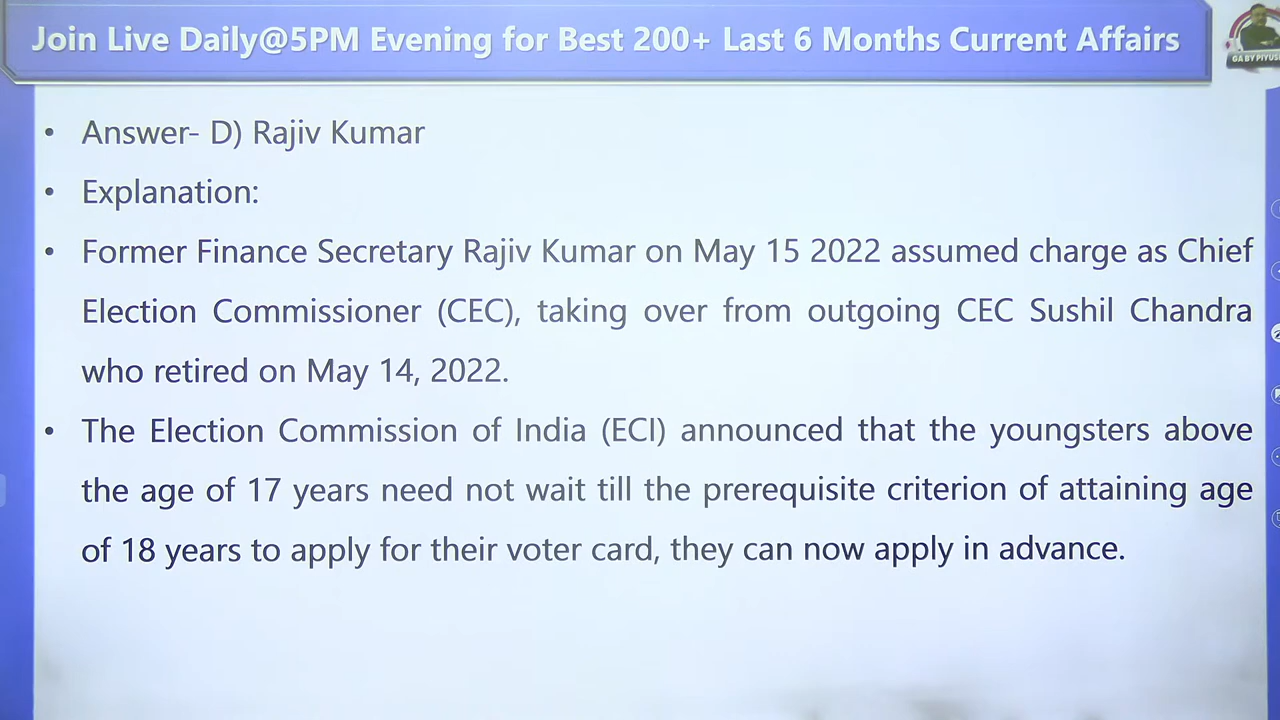 Join Live Daily@5PM Evening for Best 200+ Last 6 Months Current Affairs
GA BY PIYUS
• Answer- D) Rajiv Kumar
• Explanation:
• Former Finance Secretary Rajiv Kumar on May 15 2022 assumed charge as Chief
Election Commissioner (CEC), taking over from outgoing CEC Sushil Chandra
who retired on May 14, 2022.
• The Election Commission of India (ECI) announced that the youngsters above
the age of 17 years need not wait till the prerequisite criterion of attaining age
of 18 years to apply for their voter card, they can now apply in advance.